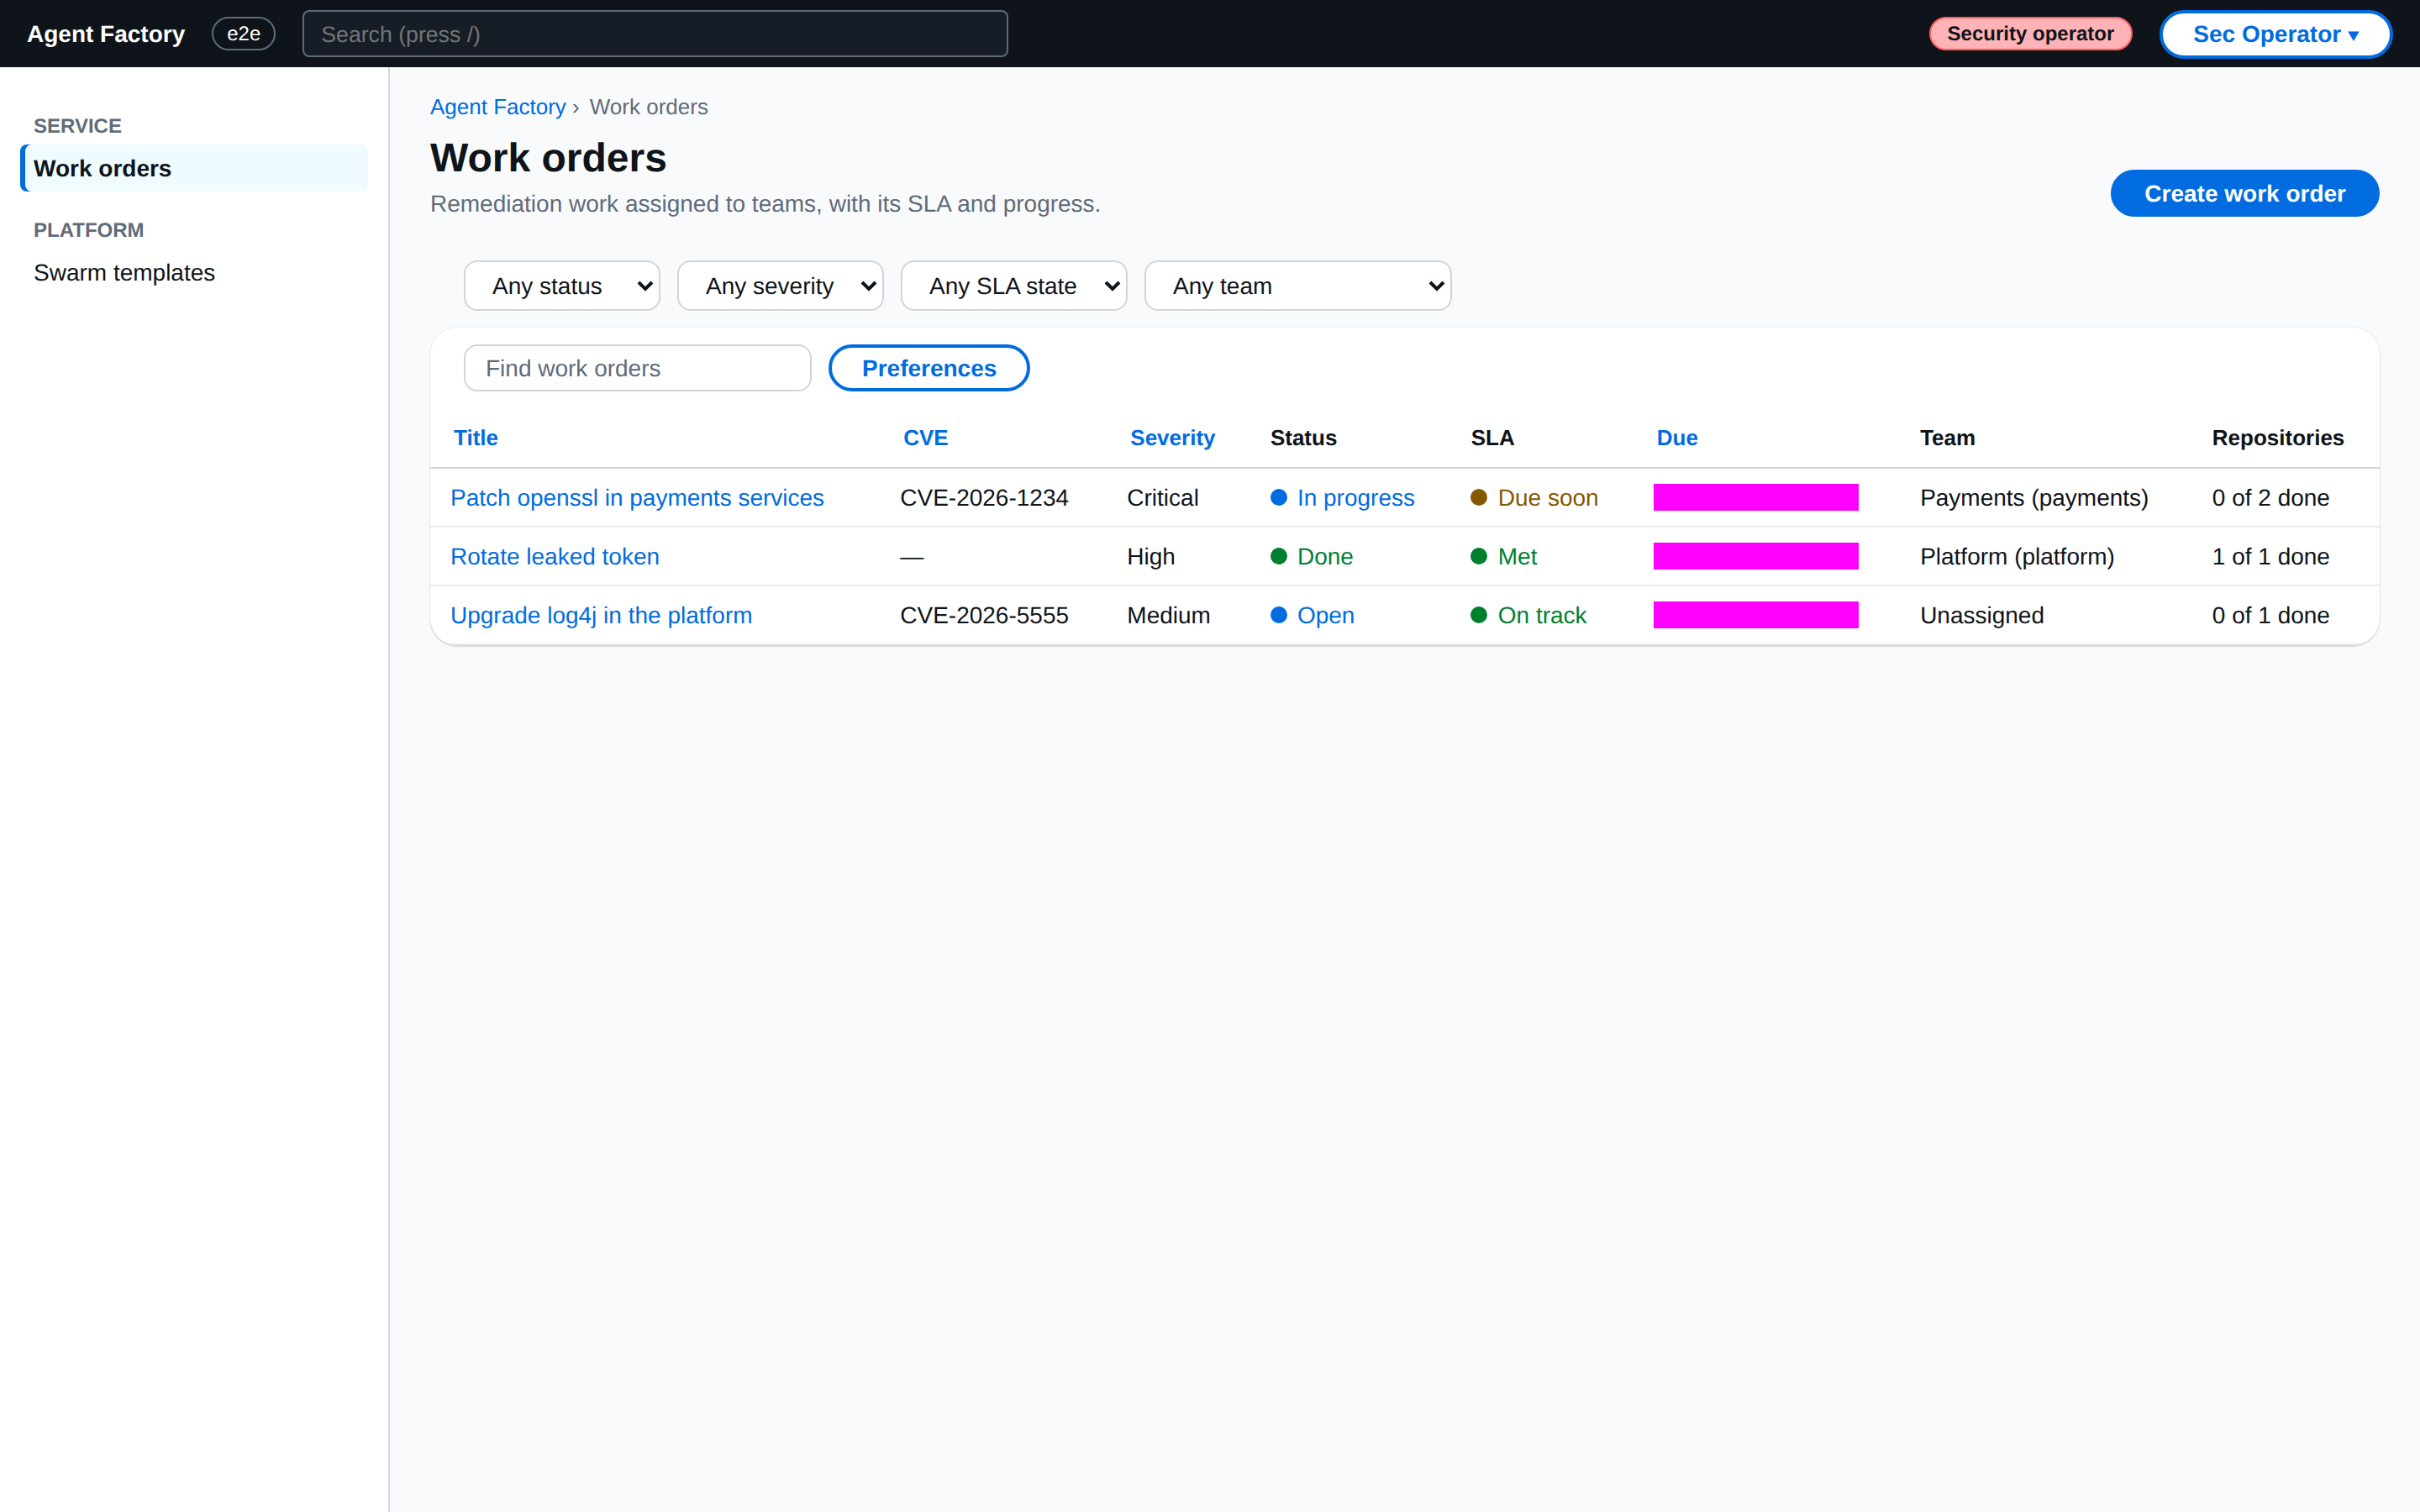 Agent Factory e2e Search (press /) Security operator Sec Operator ▾
SERVICE
Work orders
PLATFORM
Swarm templates
Agent Factory › Work orders
Work orders
Remediation work assigned to teams, with its SLA and progress.
Create work order
Any status Any severity Any SLA state Any team
Find work orders Preferences
Title CVE Severity Status SLA Due Team Repositories
Patch openssl in payments services CVE-2026-1234 Critical In progress Due soon Payments (payments) 0 of 2 done
Rotate leaked token — High Done Met Platform (platform) 1 of 1 done
Upgrade log4j in the platform CVE-2026-5555 Medium Open On track Unassigned 0 of 1 done